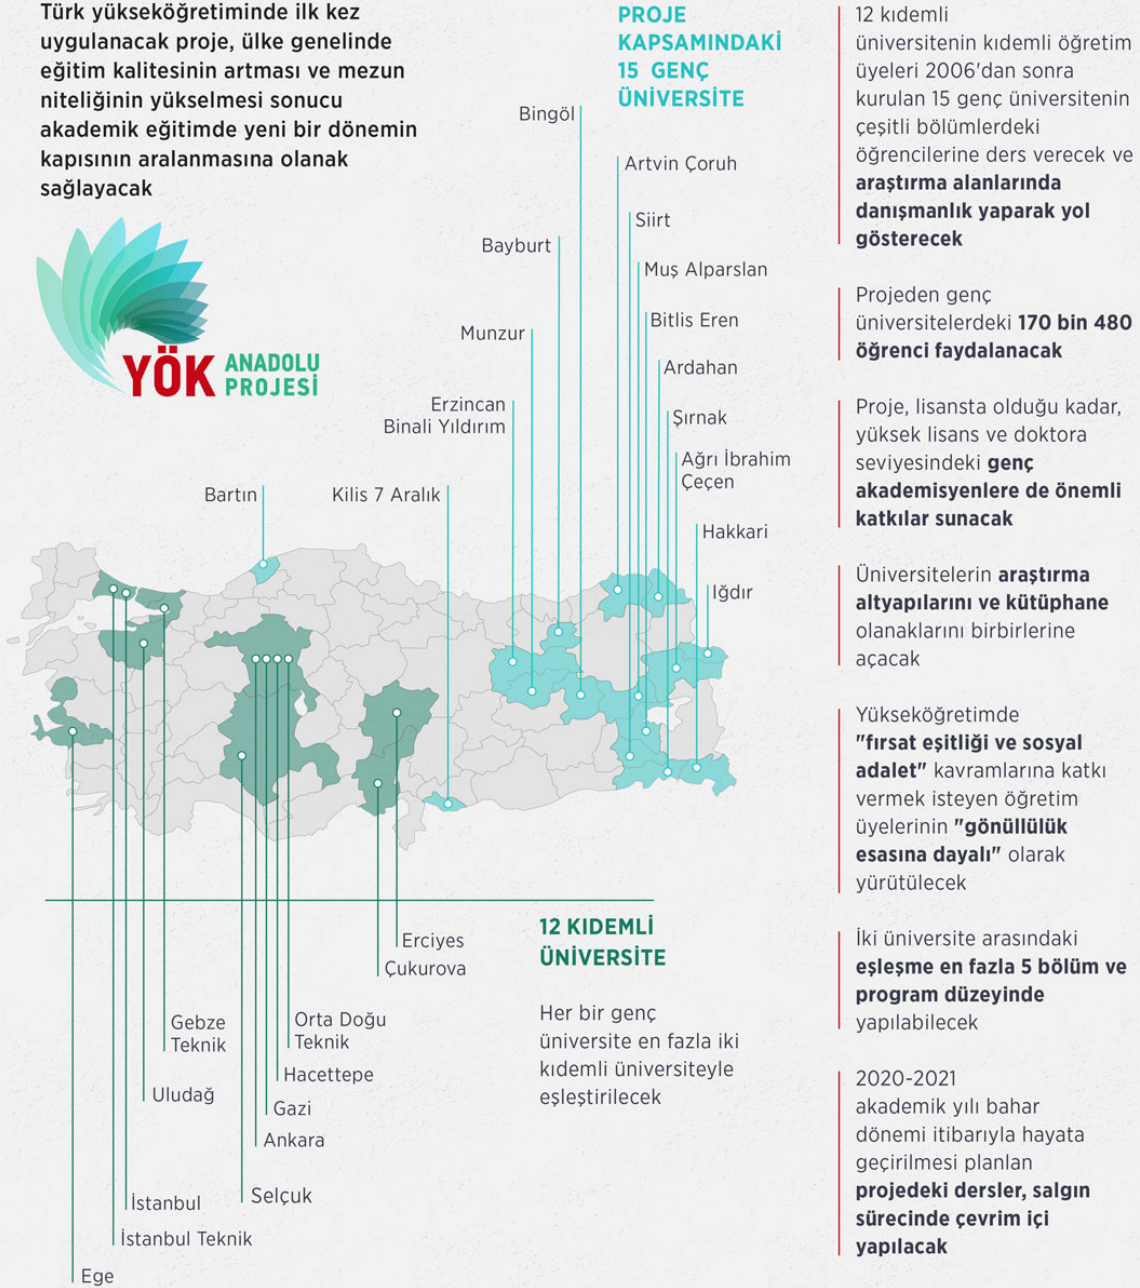 Türk yükseköğretiminde ilk kez
uygulanacak proje, ülke genelinde
eğitim kalitesinin artması ve mezun
niteliğinin yükselmesi sonucu
akademik eğitimde yeni bir dönemin
kapısının aralanmasına olanak
sağlayacak
YÖK ANADOLU
PROJESİ
PROJE
KAPSAMINDAKİ
15 GENÇ
ÜNİVERSİTE
Bingöl
Artvin Çoruh
Siirt
Bayburt
Muş Alparslan
Bitlis Eren
Munzur
Ardahan
Erzincan
Binali Yıldırım
Şırnak
Ağrı İbrahim
Çeçen
Bartın
Kilis 7 Aralık
Hakkari
Iğdır
12 KIDEMLİ
ÜNİVERSİTE
Her bir genç
üniversite en fazla iki
kıdemli üniversiteyle
eşleştirilecek
Erciyes
Çukurova
Gebze
Teknik
Orta Doğu
Teknik
Hacettepe
Uludağ
Gazi
Ankara
Selçuk
İstanbul
İstanbul Teknik
Ege
12 kıdemli
üniversitenin kıdemli öğretim
üyeleri 2006'dan sonra
kurulan 15 genç üniversitenin
çeşitli bölümlerdeki
öğrencilerine ders verecek ve
araştırma alanlarında
danışmanlık yaparak yol
gösterecek
Projeden genç
üniversitelerdeki 170 bin 480
öğrenci faydalanacak
Proje, lisansta olduğu kadar,
yüksek lisans ve doktora
seviyesindeki genç
akademisyenlere de önemli
katkılar sunacak
Üniversitelerin araştırma
altyapılarını ve kütüphane
olanaklarını birbirlerine
açacak
Yükseköğretimde
"fırsat eşitliği ve sosyal
adalet" kavramlarına katkı
vermek isteyen öğretim
üyelerinin "gönüllülük
esasına dayalı" olarak
yürütülecek
İki üniversite arasındaki
eşleşme en fazla 5 bölüm ve
program düzeyinde
yapılabilecek
2020-2021
akademik yılı bahar
dönemi itibarıyla hayata
geçirilmesi planlan
projedeki dersler, salgın
sürecinde çevrim içi
yapılacak